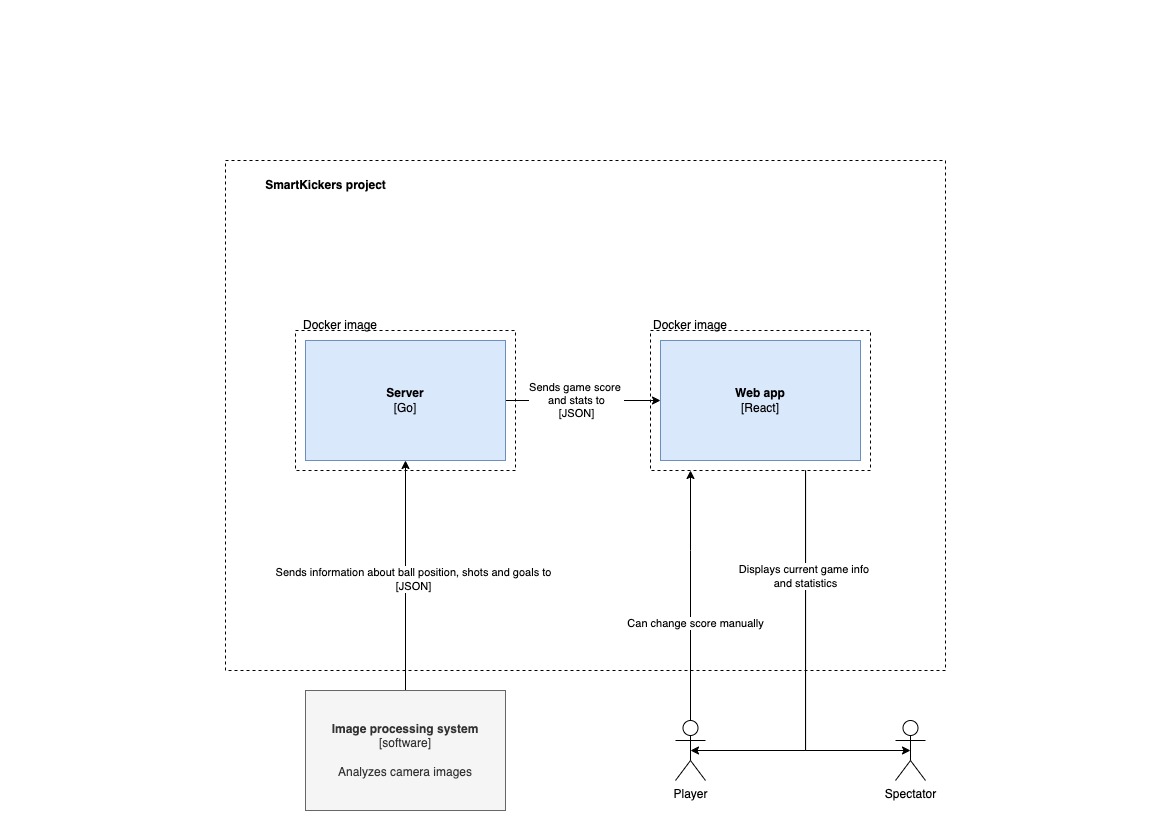 SmartKickers project
Docker image
Docker image
Server
[Go]
Sends game score
and stats to
[JSON]
Web app
[React]
Sends information about ball position, shots and goals to
[JSON]
Displays current game info
and statistics
Can change score manually
Image processing system
[software]
Analyzes camera images
Player
Spectator